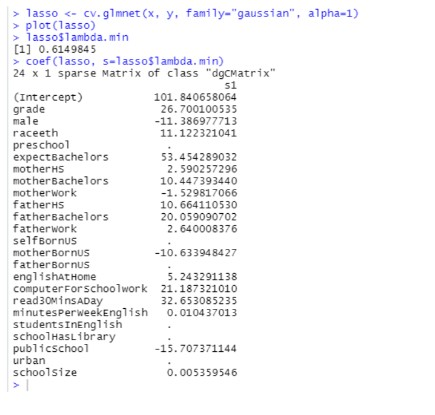 > lasso <- cv.glmnet(x, y, family="gaussian", alpha=1)
> plot(lasso)
> lasso$lambda.min
[1] 0.6149845
> coef(lasso, s=lasso$lambda.min)
24 x 1 sparse Matrix of class "dgCMatrix"
s1
(Intercept) 101.840658064
grade 26.700100535
male -11.386977713
raceeth 11.122321041
preschool .
expectBachelors 53.454289032
motherHS 2.590257296
motherBachelors 10.447393440
motherWork -1.529817066
fatherHS 10.664110530
fatherBachelors 20.059090702
fatherWork 2.640008376
selfBornUS .
motherBornUS -10.633948427
fatherBornUS .
englishAtHome 5.243291138
computerForSchoolwork 21.187321010
read30MinsADay 32.653085235
minutesPerWeekEnglish 0.010437013
studentsInEnglish .
schoolHasLibrary .
publicSchool -15.707371144
urban .
schoolSize 0.005359546
>